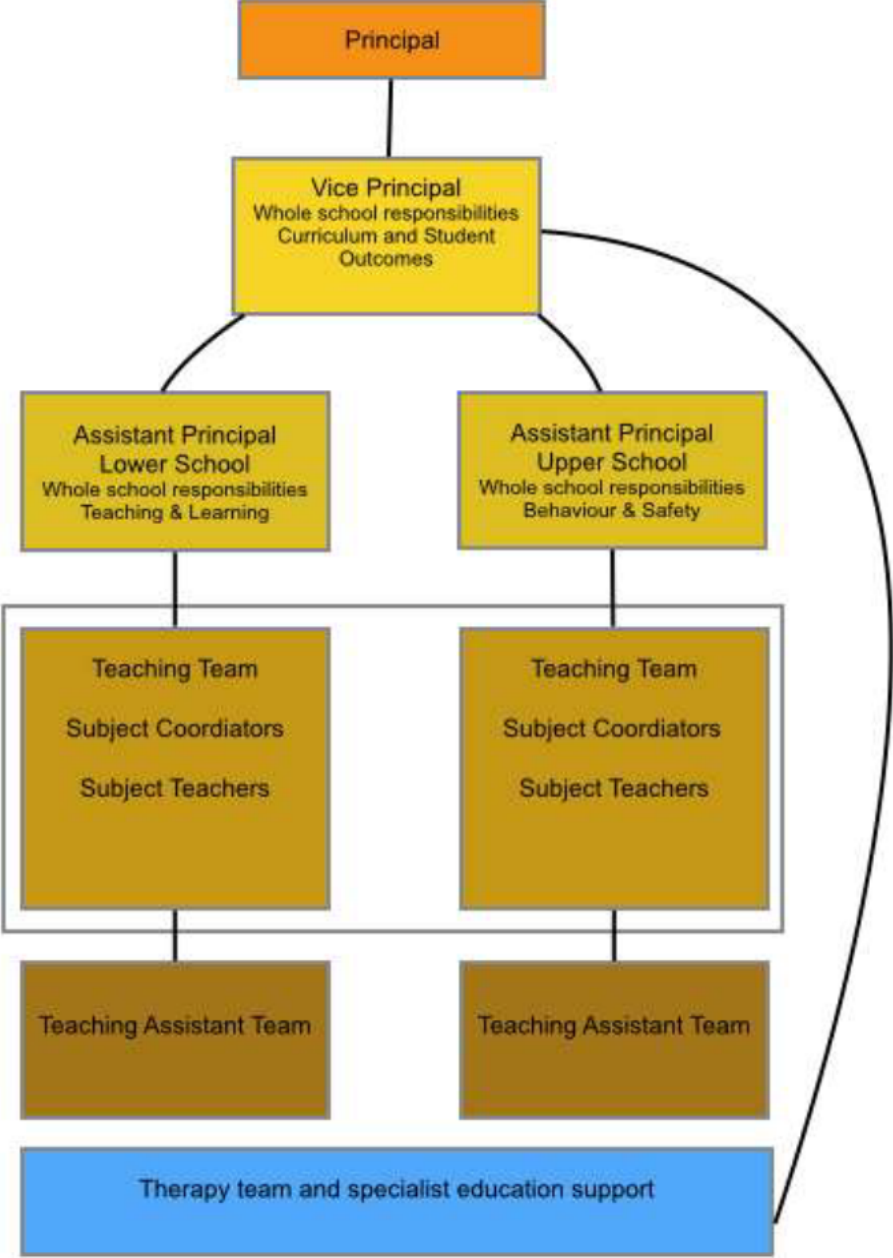 Principal
Vice Principal
Whole school responsibilities
Curriculum and Student
Outcomes
Assistant Principal
Lower School
Whole school responsibilities
Teaching & Learning
Assistant Principal
Upper School
Whole school responsibilities
Behaviour & Safety
Teaching Team
Subject Coordiators
Subject Teachers
Teaching Team
Subject Coordiators
Subject Teachers
Teaching Assistant Team
Teaching Assistant Team
Therapy team and specialist education support